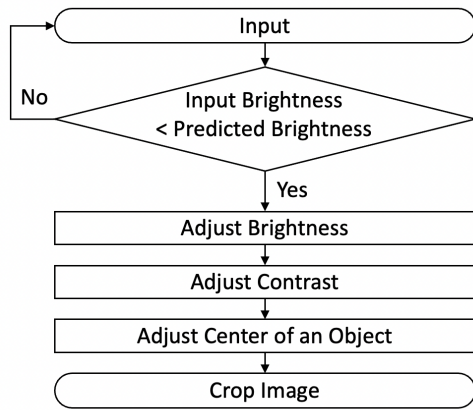 Input
No
Input Brightness
< Predicted Brightness
Yes
Adjust Brightness
Adjust Contrast
Adjust Center of an Object
Crop Image